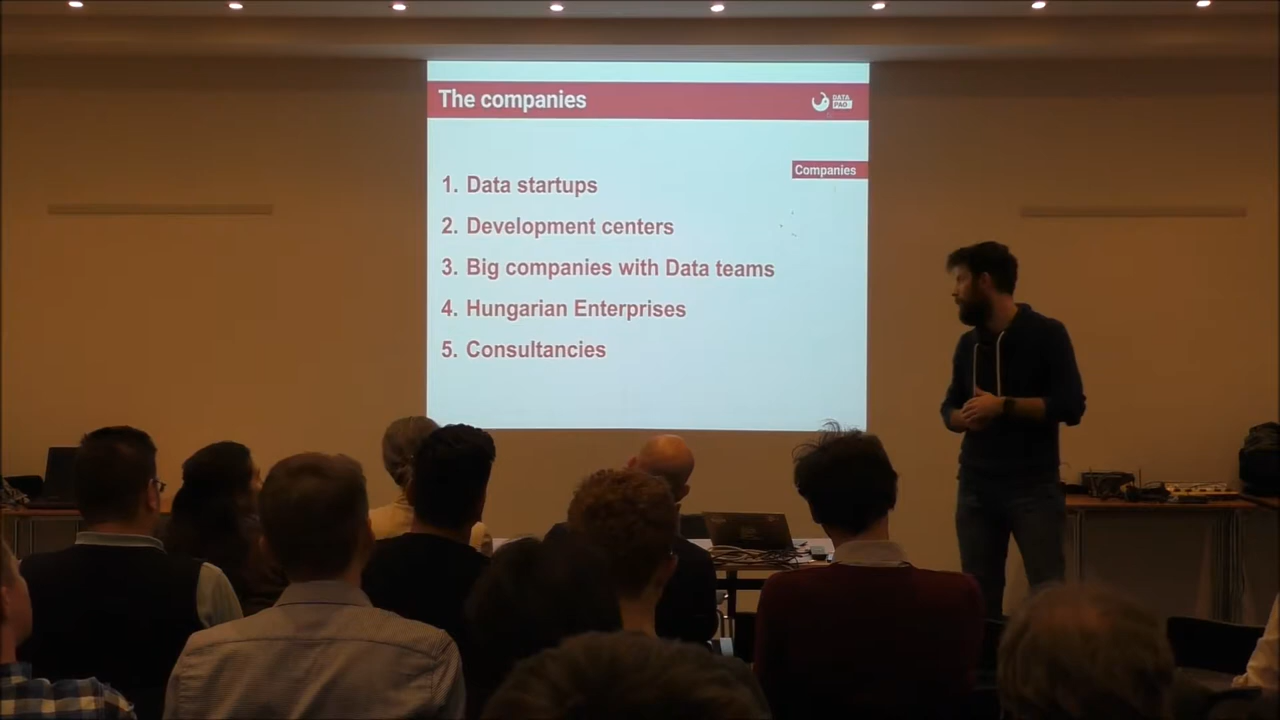 The companies
DATA
PAO
Companies
1. Data startups
2. Development centers
3. Big companies with Data teams
4. Hungarian Enterprises
5. Consultancies